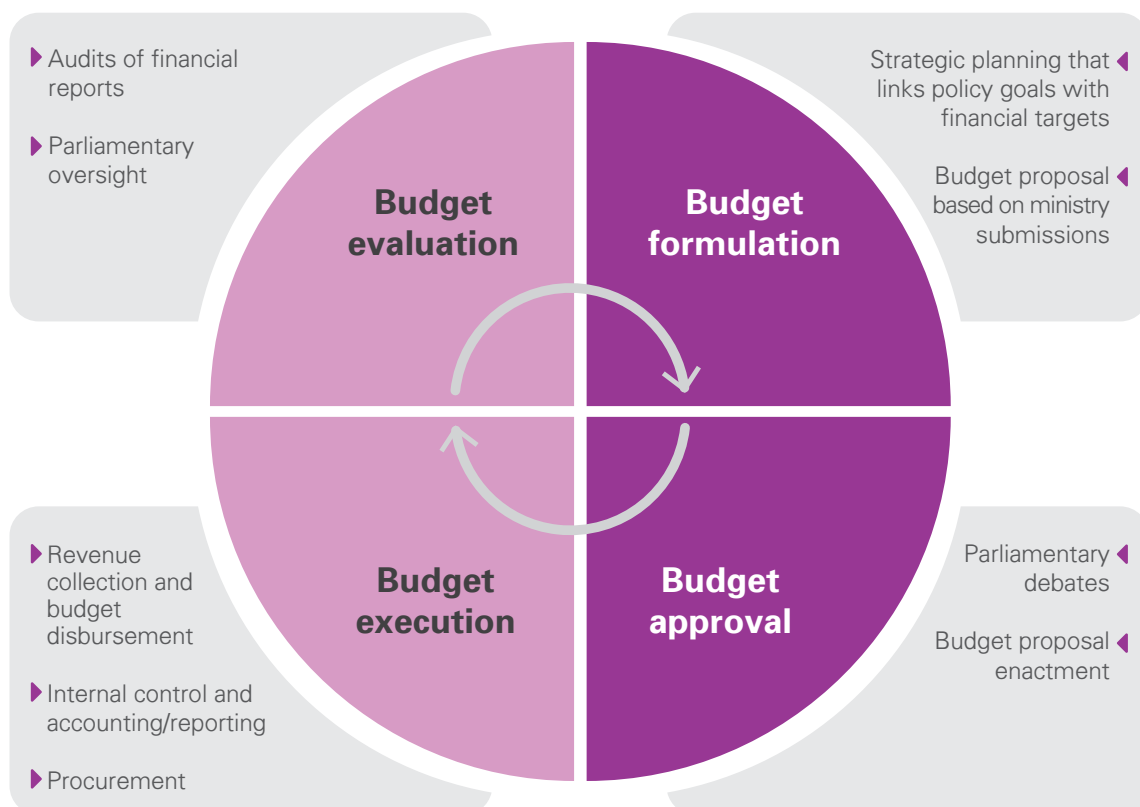 Audits of financial
reports
Parliamentary
oversight
Budget
evaluation
Budget
formulation
Strategic planning that
links policy goals with
financial targets
Budget proposal
based on ministry
submissions
Revenue
collection and
budget
disbursement
Internal control and
accounting/reporting
Procurement
Budget
execution
Budget
approval
Parliamentary
debates
Budget proposal
enactment